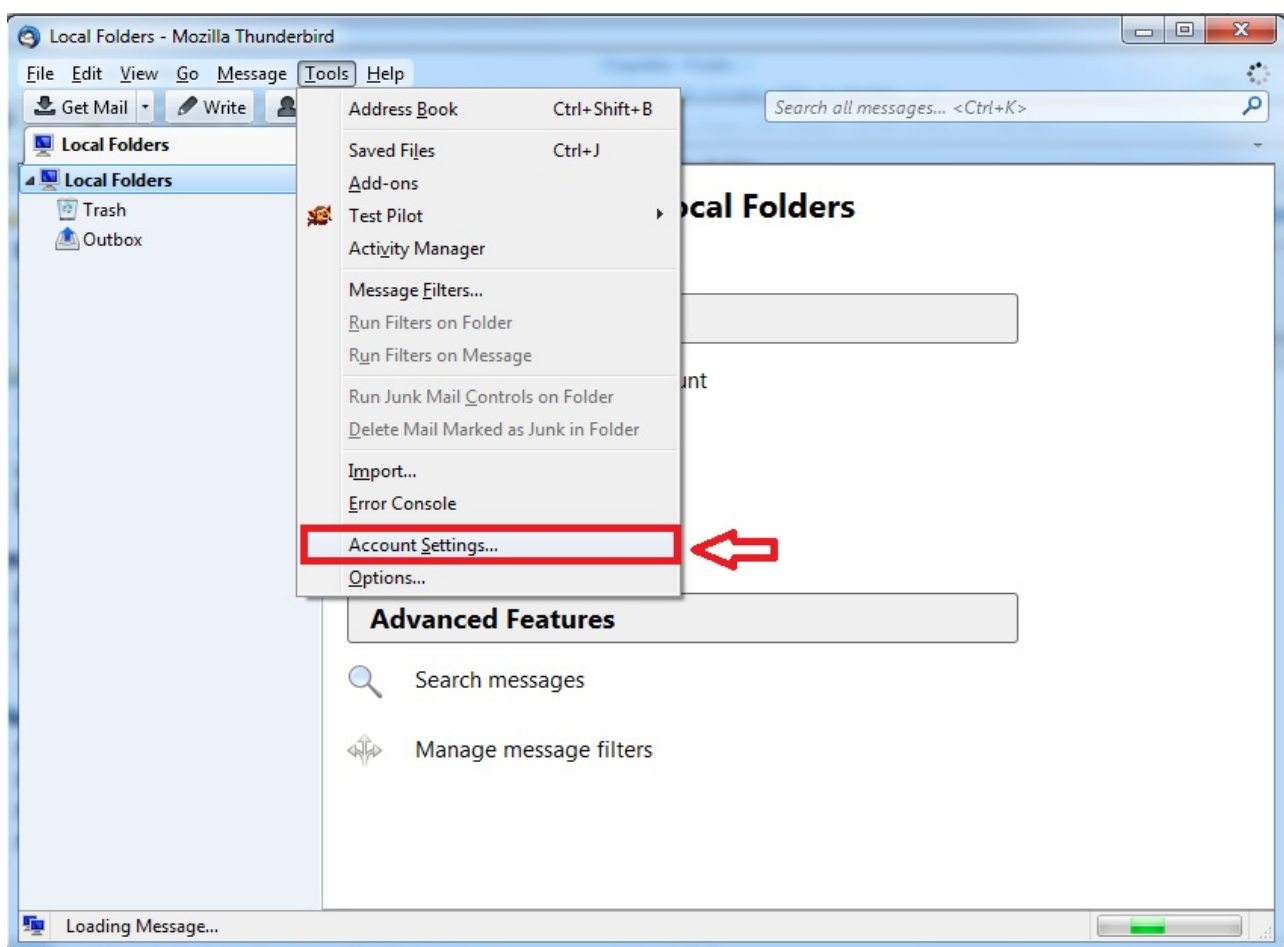 Local Folders - Mozilla Thunderbird
File Edit View Go Message Tools Help
Get Mail Write Search all messages... <Ctrl+K>
Local Folders
Local Folders
Trash
Outbox
Address Book Ctrl+Shift+B
Saved Files Ctrl+J
Add-ons
Test Pilot
Activity Manager
Message Filters...
Run Filters on Folder
Run Filters on Message
Run Junk Mail Controls on Folder
Delete Mail Marked as Junk in Folder
Import...
Error Console
Account Settings...
Options...
ocal Folders
unt
Advanced Features
Search messages
Manage message filters
Loading Message...